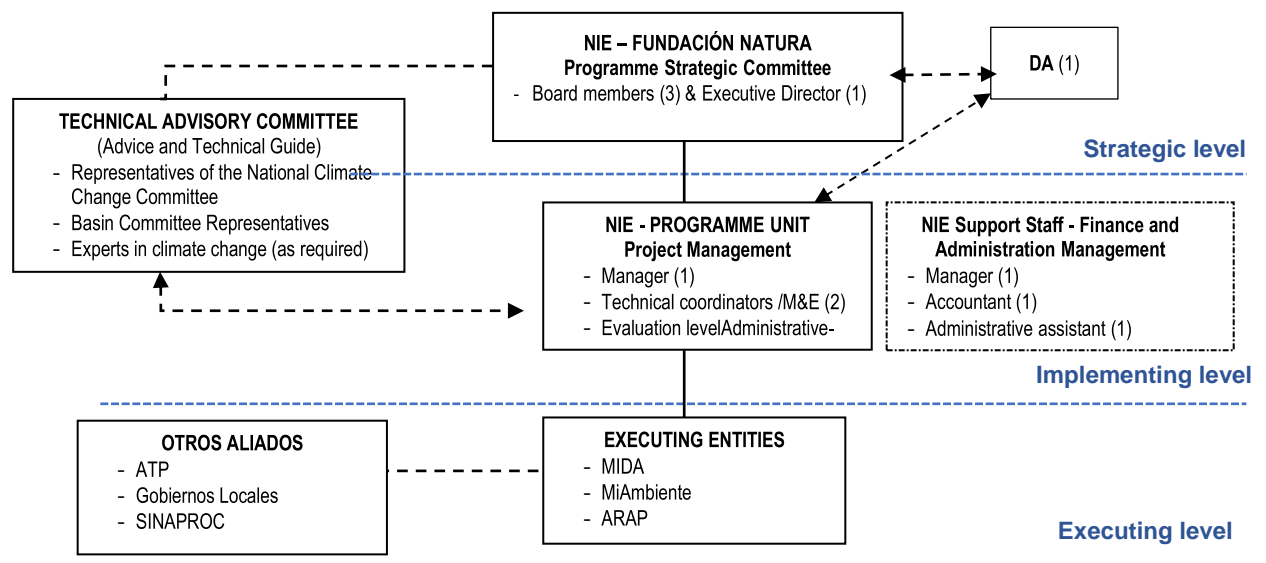 NIE – FUNDACIÓN NATURA
Programme Strategic Committee
- Board members (3) & Executive Director (1)
DA (1)
TECHNICAL ADVISORY COMMITTEE
(Advice and Technical Guide)
- Representatives of the National Climate
Change Committee
- Basin Committee Representatives
- Experts in climate change (as required)
Strategic level
NIE - PROGRAMME UNIT
Project Management
- Manager (1)
- Technical coordinators /M&E (2)
- Evaluation levelAdministrative-
NIE Support Staff - Finance and
Administration Management
- Manager (1)
- Accountant (1)
- Administrative assistant (1)
Implementing level
OTROS ALIADOS
- ATP
- Gobiernos Locales
- SINAPROC
EXECUTING ENTITIES
- MIDA
- MiAmbiente
- ARAP
Executing level